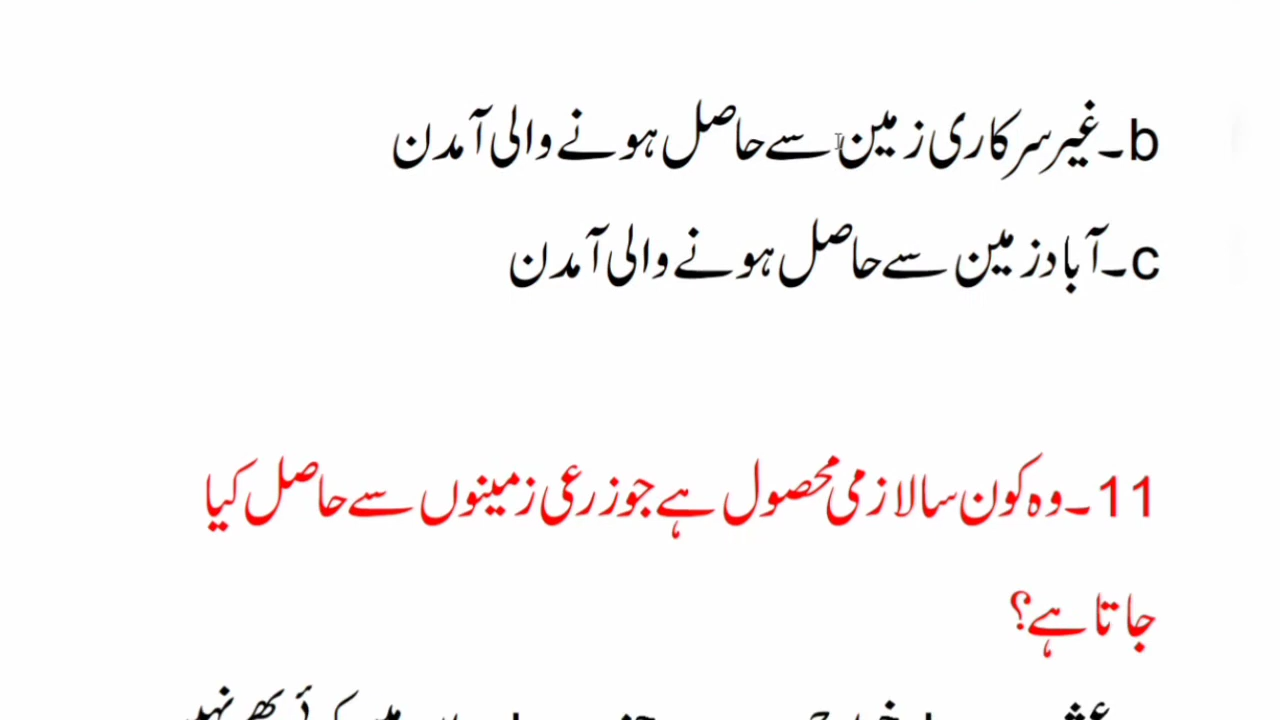 b۔غیر سرکاری زمین سے حاصل ہونے والی آمدن
c۔آباد زمین سے حاصل ہونے والی آمدن
11۔وہ کون سا لازمی محصول ہے جو زرعی زمینوں سے حاصل کیا
جاتا ہے؟